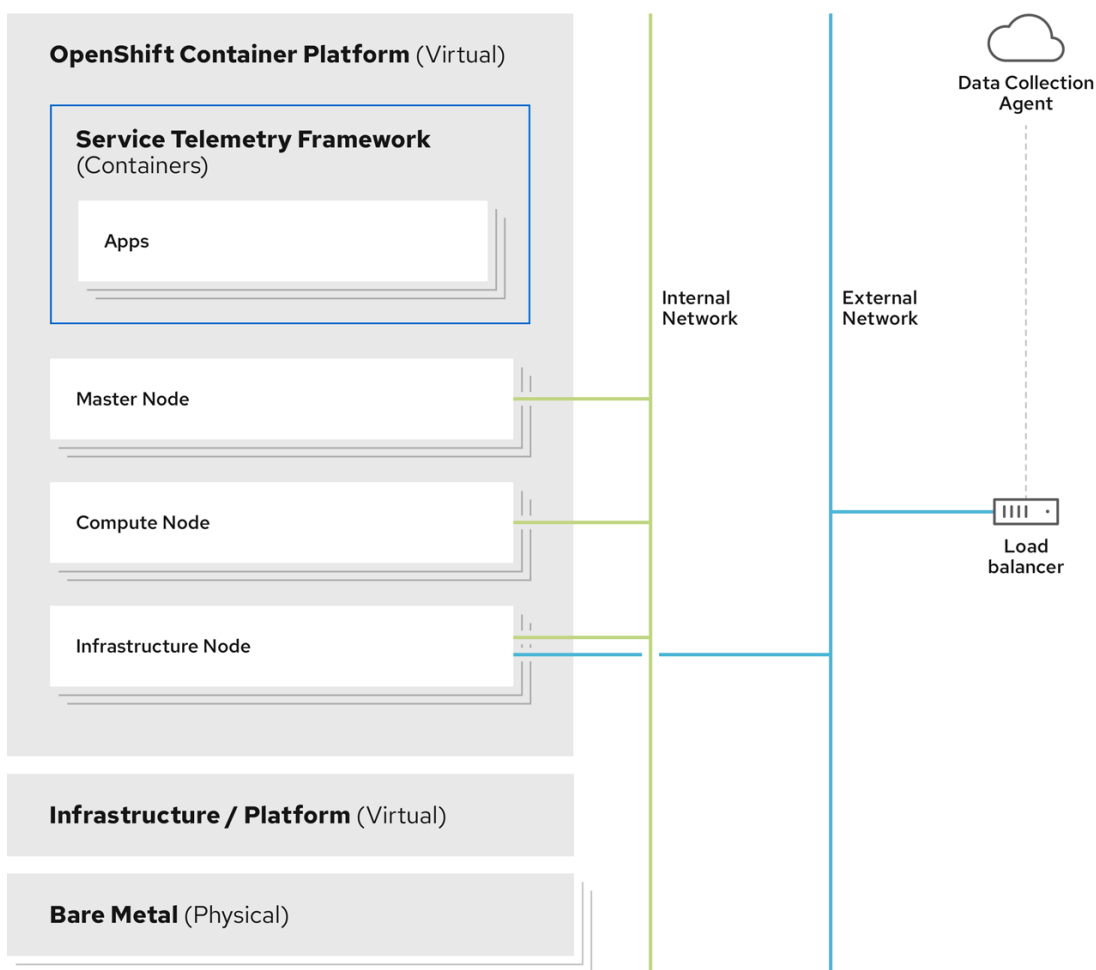 OpenShift Container Platform (Virtual)
Service Telemetry Framework
(Containers)
Apps
Master Node
Compute Node
Infrastructure Node
Infrastructure / Platform (Virtual)
Bare Metal (Physical)
Internal
Network
External
Network
Data Collection
Agent
Load
balancer